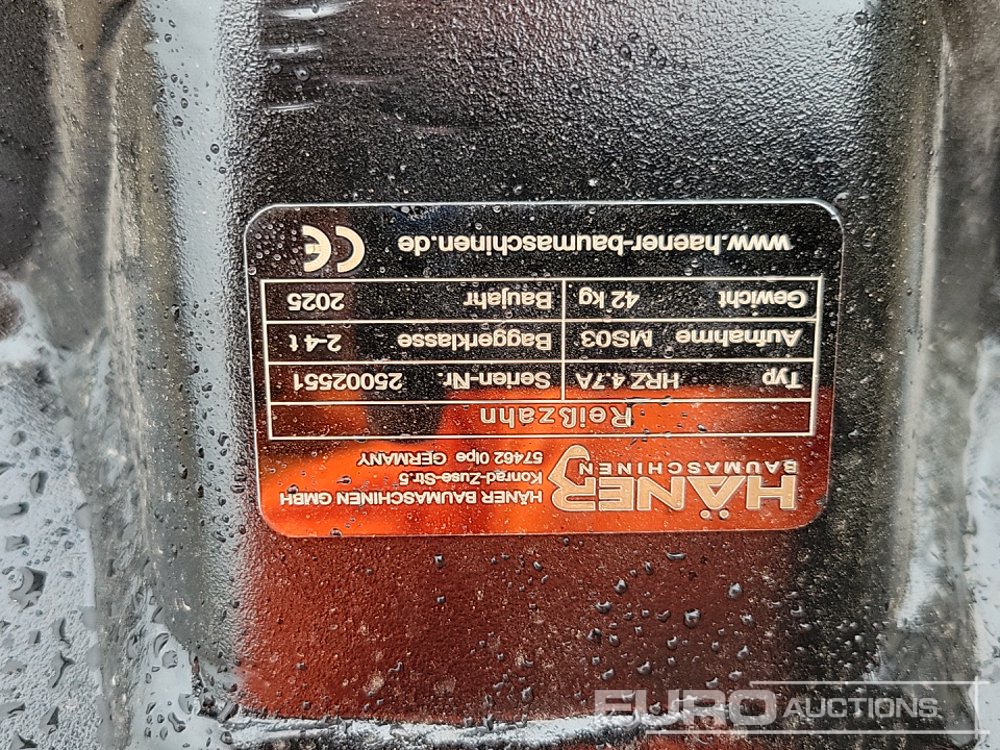 HÄNER
BAUMASCHINEN
HÄNER BAUMASCHINEN GMBH
Konrad-Zuse-Str.5
57462 Olpe GERMANY
Reißzahn
Typ HRZ 4.7A Serien-Nr. 25002551
Aufnahme MS03 Baggerklasse 2-4 t
Gewicht 42 kg Baujahr 2025
www.haener-baumaschinen.de CE
EURO AUCTIONS